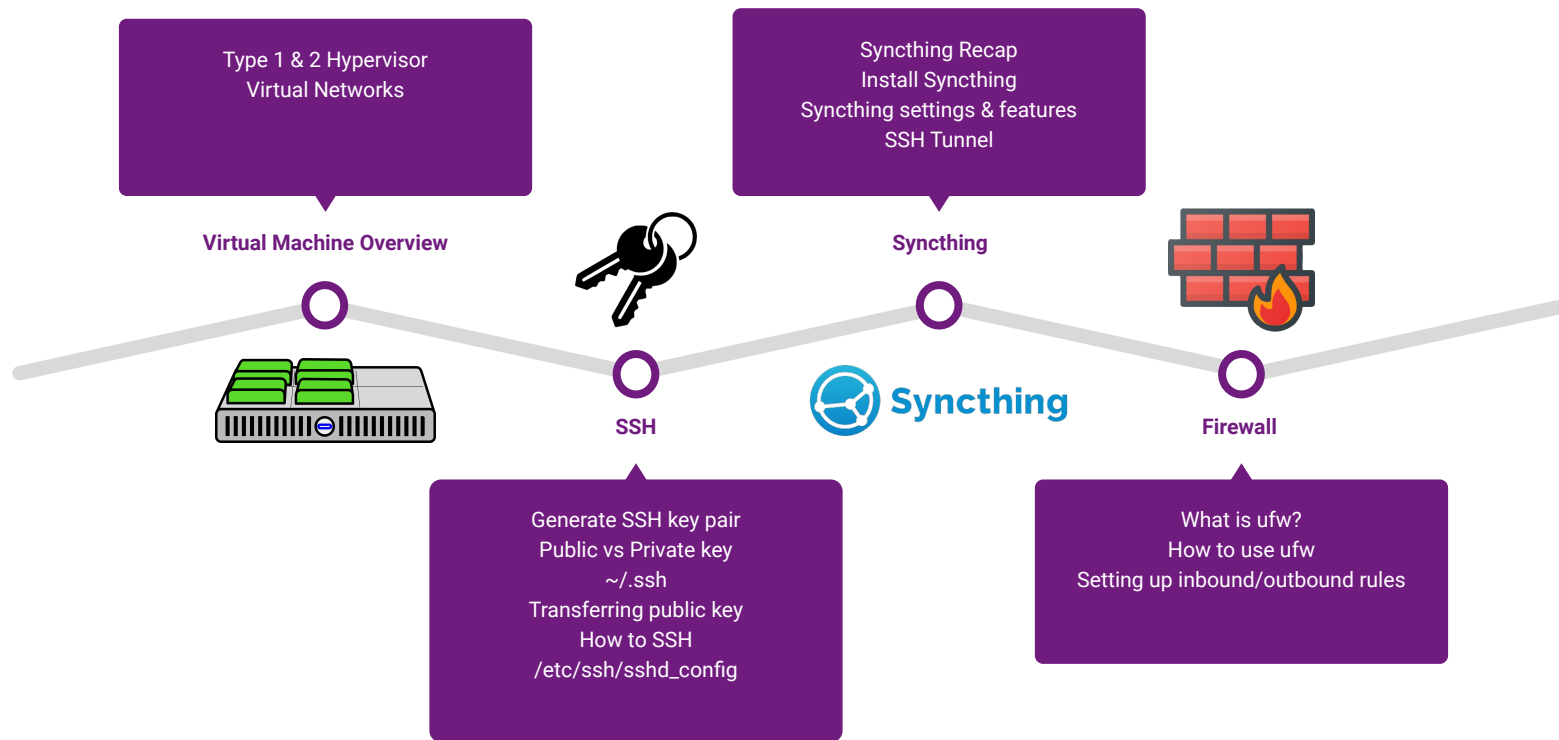 Type 1 & 2 Hypervisor
Virtual Networks
Virtual Machine Overview
SSH
Generate SSH key pair
Public vs Private key
~/.ssh
Transferring public key
How to SSH
/etc/ssh/sshd_config
Syncthing Recap
Install Syncthing
Syncthing settings & features
SSH Tunnel
Syncthing
Syncthing
Firewall
What is ufw?
How to use ufw
Setting up inbound/outbound rules